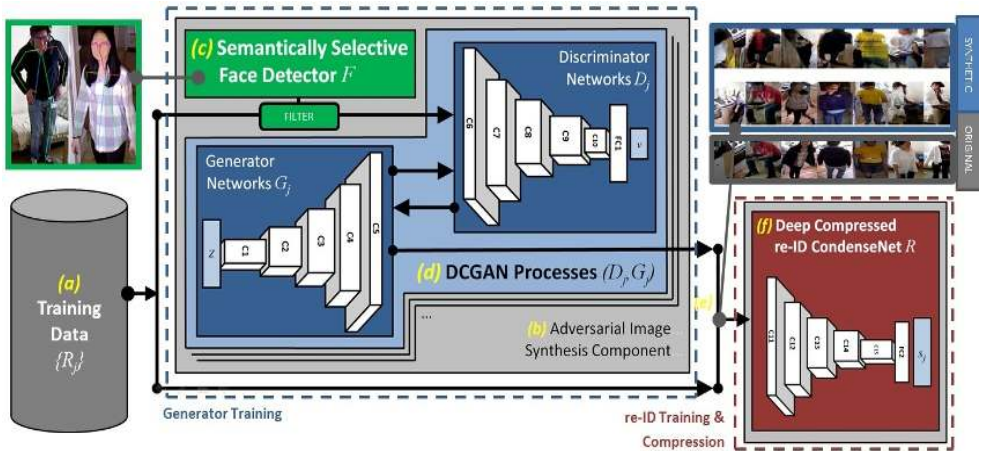 (c) Semantically Selective
Face Detector F
FILTER
Discriminator
Networks Dj
C6
C7
C8
C9
C10
FC1
Generator
Networks Gj
z
C1
C2
C3
C4
C5
(d) DCGAN Processes (Dj, Gj)
...
(b) Adversarial Image...
Synthesis Component...
(a)
Training
Data
{Rj}
Generator Training
re-ID Training &
Compression
(e)
SYNTHETIC
ORIGINAL
(f) Deep Compressed
re-ID CondenseNet R
C11
C12
C13
C14
C15
FC2
sj